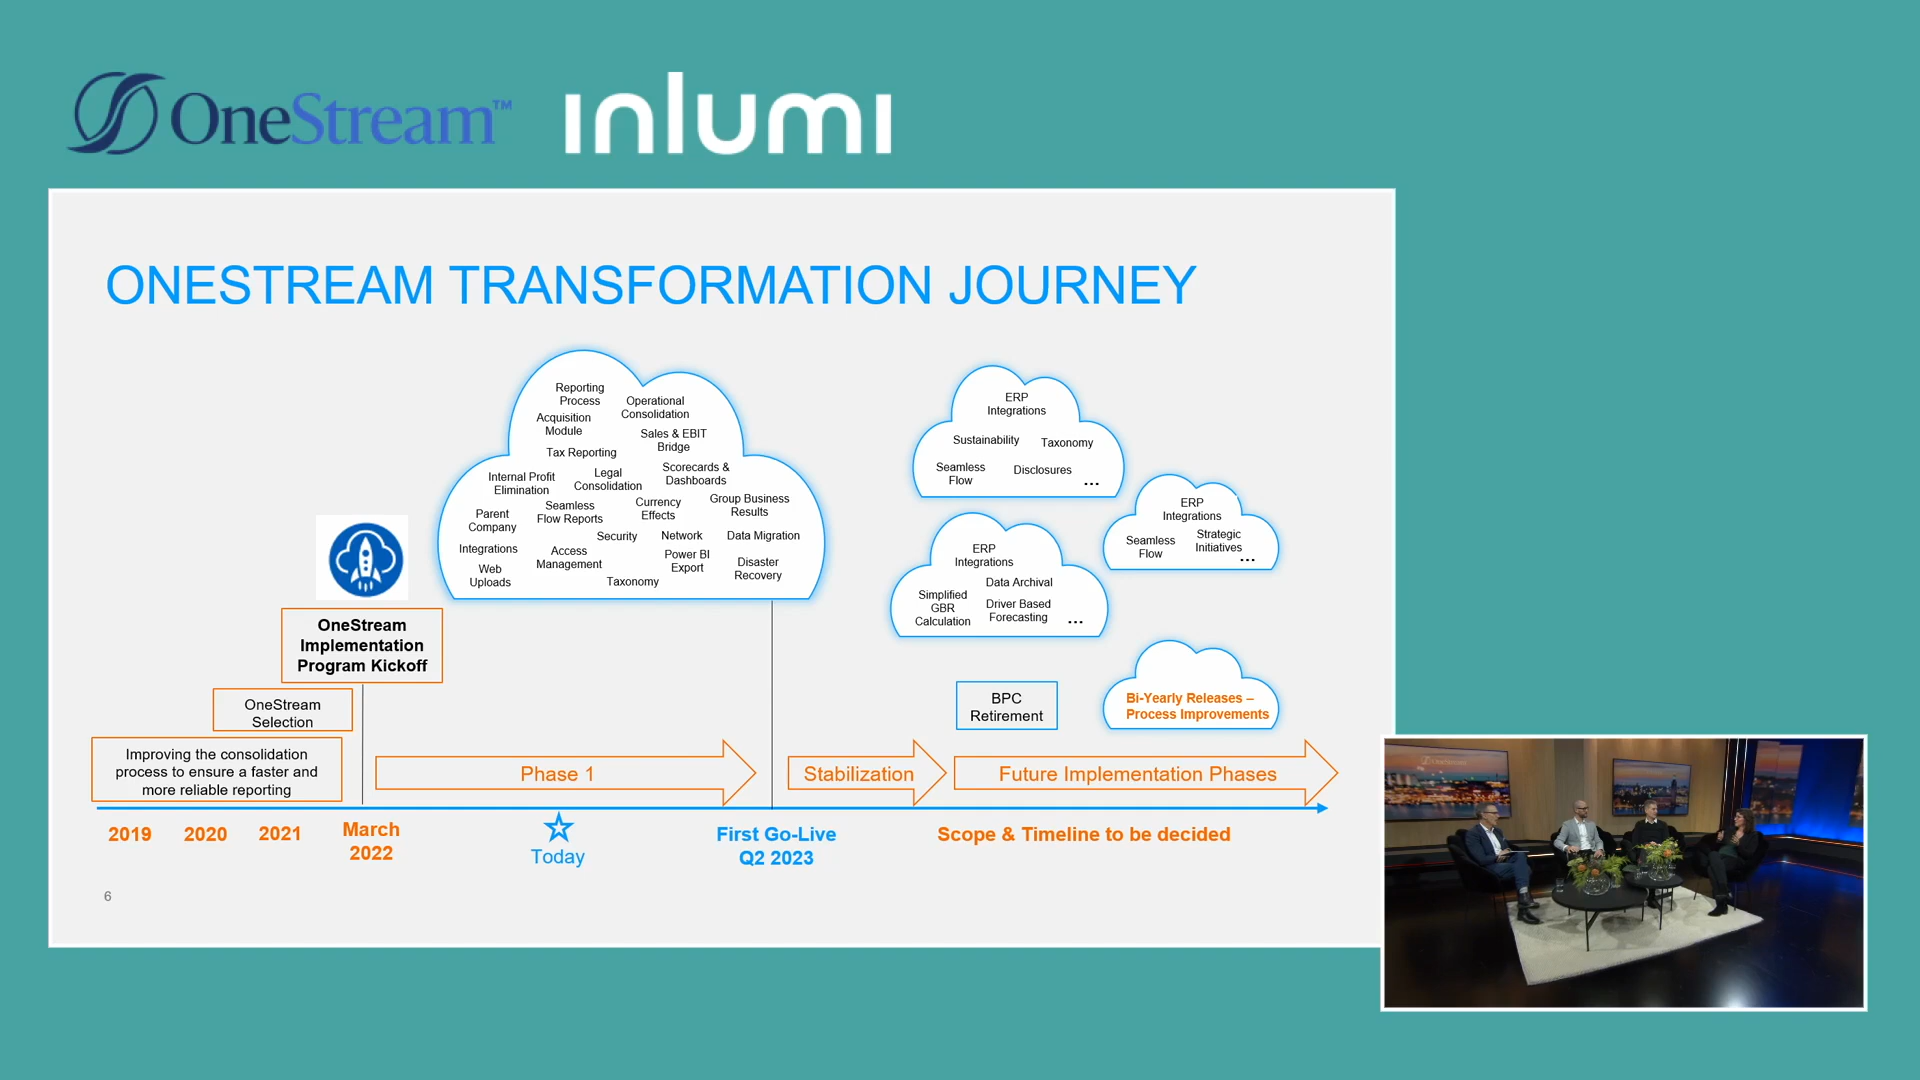 OneStream™
inlumi
ONESTREAM TRANSFORMATION JOURNEY
Reporting
Process
Operational
Consolidation
Acquisition
Module
Sales & EBIT
Bridge
Tax Reporting
Internal Profit
Elimination
Legal
Consolidation
Scorecards &
Dashboards
Parent
Company
Seamless
Flow Reports
Currency
Effects
Group Business
Results
Security
Network
Data Migration
Integrations
Access
Management
Power BI
Export
Disaster
Recovery
Web
Uploads
Taxonomy
ERP
Integrations
Sustainability
Taxonomy
Seamless
Flow
Disclosures
...
ERP
Integrations
Seamless
Flow
Strategic
Initiatives
...
ERP
Integrations
Data Archival
Simplified
GBR
Calculation
Driver Based
Forecasting
...
OneStream
Implementation
Program Kickoff
OneStream
Selection
Improving the consolidation
process to ensure a faster and
more reliable reporting
BPC
Retirement
Bi-Yearly Releases –
Process Improvements
Phase 1
Stabilization
Future Implementation Phases
2019
2020
2021
March
2022
Today
First Go-Live
Q2 2023
Scope & Timeline to be decided
6
OneStream